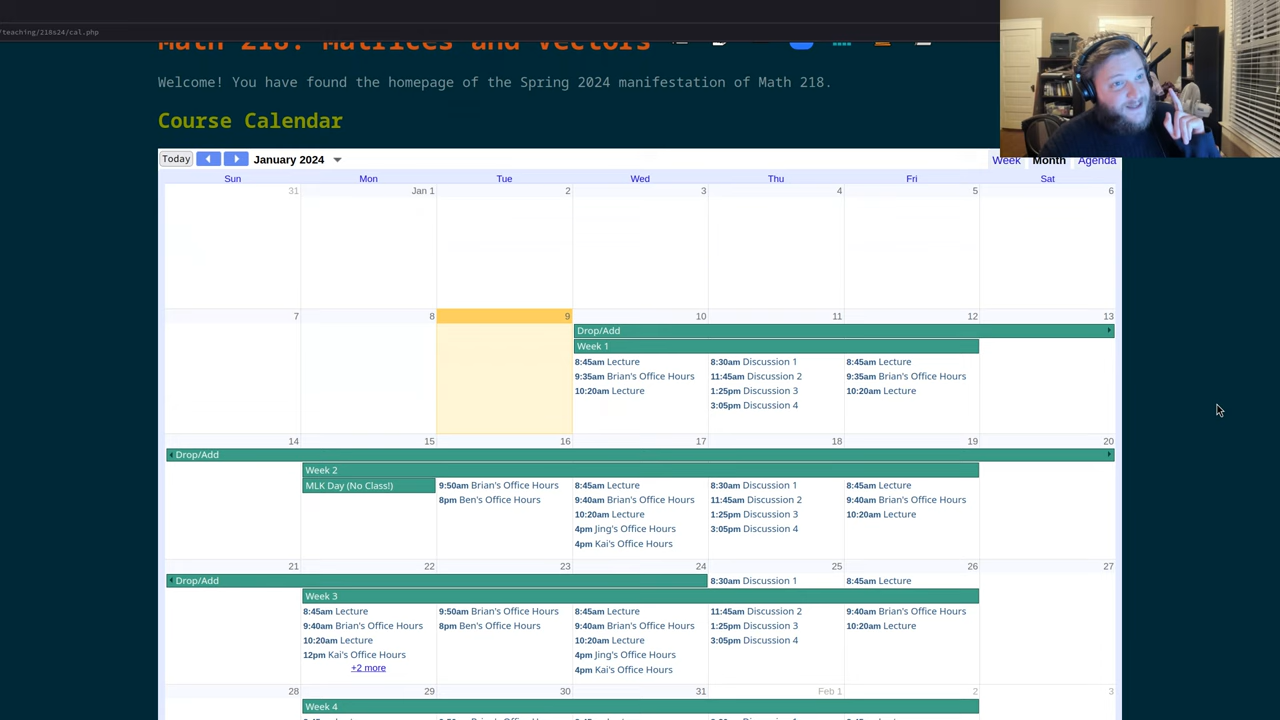 /teaching/218s24/cal.php
Math 218: Matrices and Vectors
Welcome! You have found the homepage of the Spring 2024 manifestation of Math 218.
Course Calendar
Today January 2024 Week Month Agenda
Sun Mon Tue Wed Thu Fri Sat
31 Jan 1 2 3 4 5 6
7 8 9 10 11 12 13
Drop/Add
Week 1
8:45am Lecture 8:30am Discussion 1 8:45am Lecture
9:35am Brian's Office Hours 11:45am Discussion 2 9:35am Brian's Office Hours
10:20am Lecture 1:25pm Discussion 3 10:20am Lecture
3:05pm Discussion 4
14 15 16 17 18 19 20
Drop/Add
Week 2
MLK Day (No Class!) 9:50am Brian's Office Hours 8:45am Lecture 8:30am Discussion 1 8:45am Lecture
8pm Ben's Office Hours 9:40am Brian's Office Hours 11:45am Discussion 2 9:40am Brian's Office Hours
10:20am Lecture 1:25pm Discussion 3 10:20am Lecture
4pm Jing's Office Hours 3:05pm Discussion 4
4pm Kai's Office Hours
21 22 23 24 25 26 27
Drop/Add 8:30am Discussion 1 8:45am Lecture
Week 3
8:45am Lecture 9:50am Brian's Office Hours 8:45am Lecture 11:45am Discussion 2 9:40am Brian's Office Hours
9:40am Brian's Office Hours 8pm Ben's Office Hours 9:40am Brian's Office Hours 1:25pm Discussion 3 10:20am Lecture
10:20am Lecture 10:20am Lecture 3:05pm Discussion 4
12pm Kai's Office Hours 4pm Jing's Office Hours
+2 more 4pm Kai's Office Hours
28 29 30 31 Feb 1 2 3
Week 4